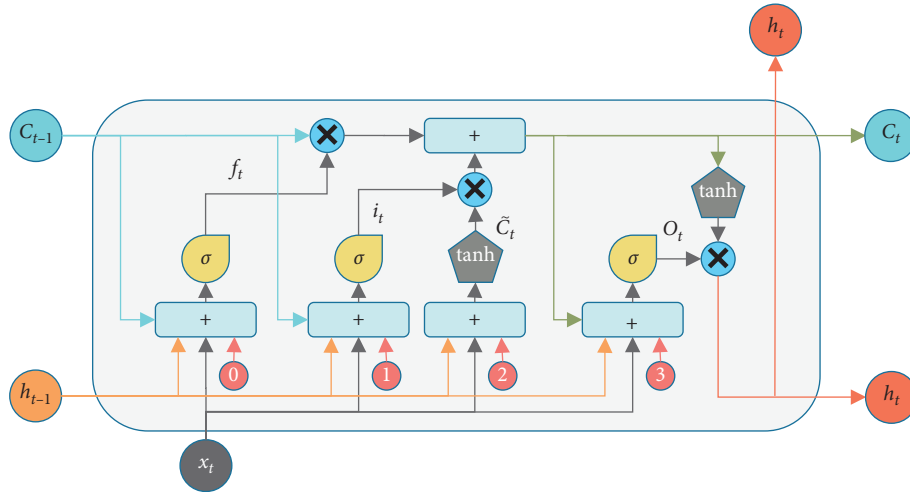 h_t
C_{t–1}
+
C_t
f_t
tanh
i_t
C̃_t
O_t
σ
σ
tanh
σ
+
+
+
+
0
1
2
3
h_{t–1}
h_t
x_t